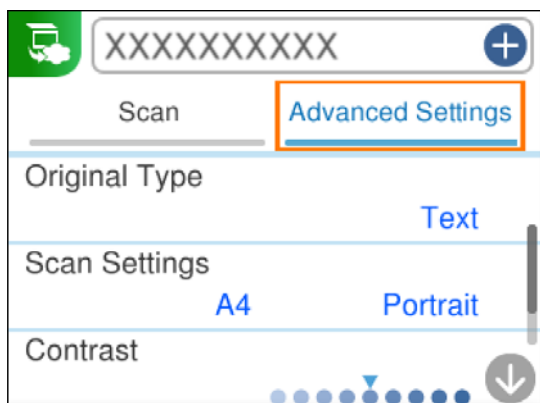 XXXXXXXXXX
Scan Advanced Settings
Original Type
Text
Scan Settings
A4 Portrait
Contrast